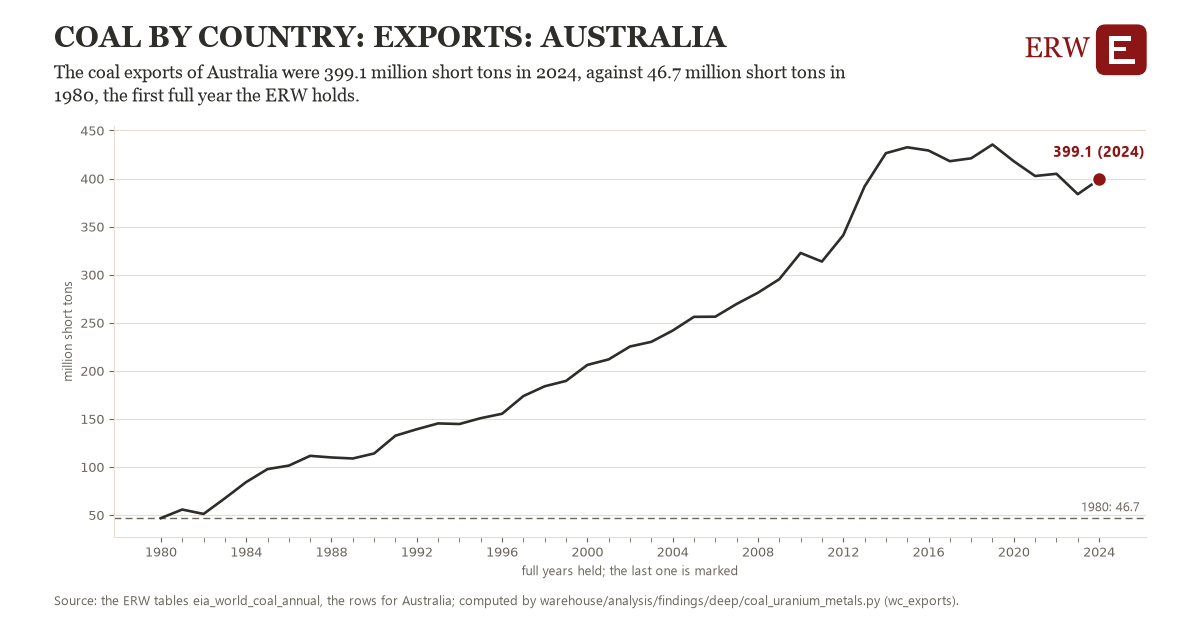 COAL BY COUNTRY: EXPORTS: AUSTRALIA
ERW E
The coal exports of Australia were 399.1 million short tons in 2024, against 46.7 million short tons in
1980, the first full year the ERW holds.
450
400
350
300
250
200
150
100
50
million short tons
399.1 (2024)
1980: 46.7
1980 1984 1988 1992 1996 2000 2004 2008 2012 2016 2020 2024
full years held; the last one is marked
Source: the ERW tables eia_world_coal_annual, the rows for Australia; computed by warehouse/analysis/findings/deep/coal_uranium_metals.py (wc_exports).